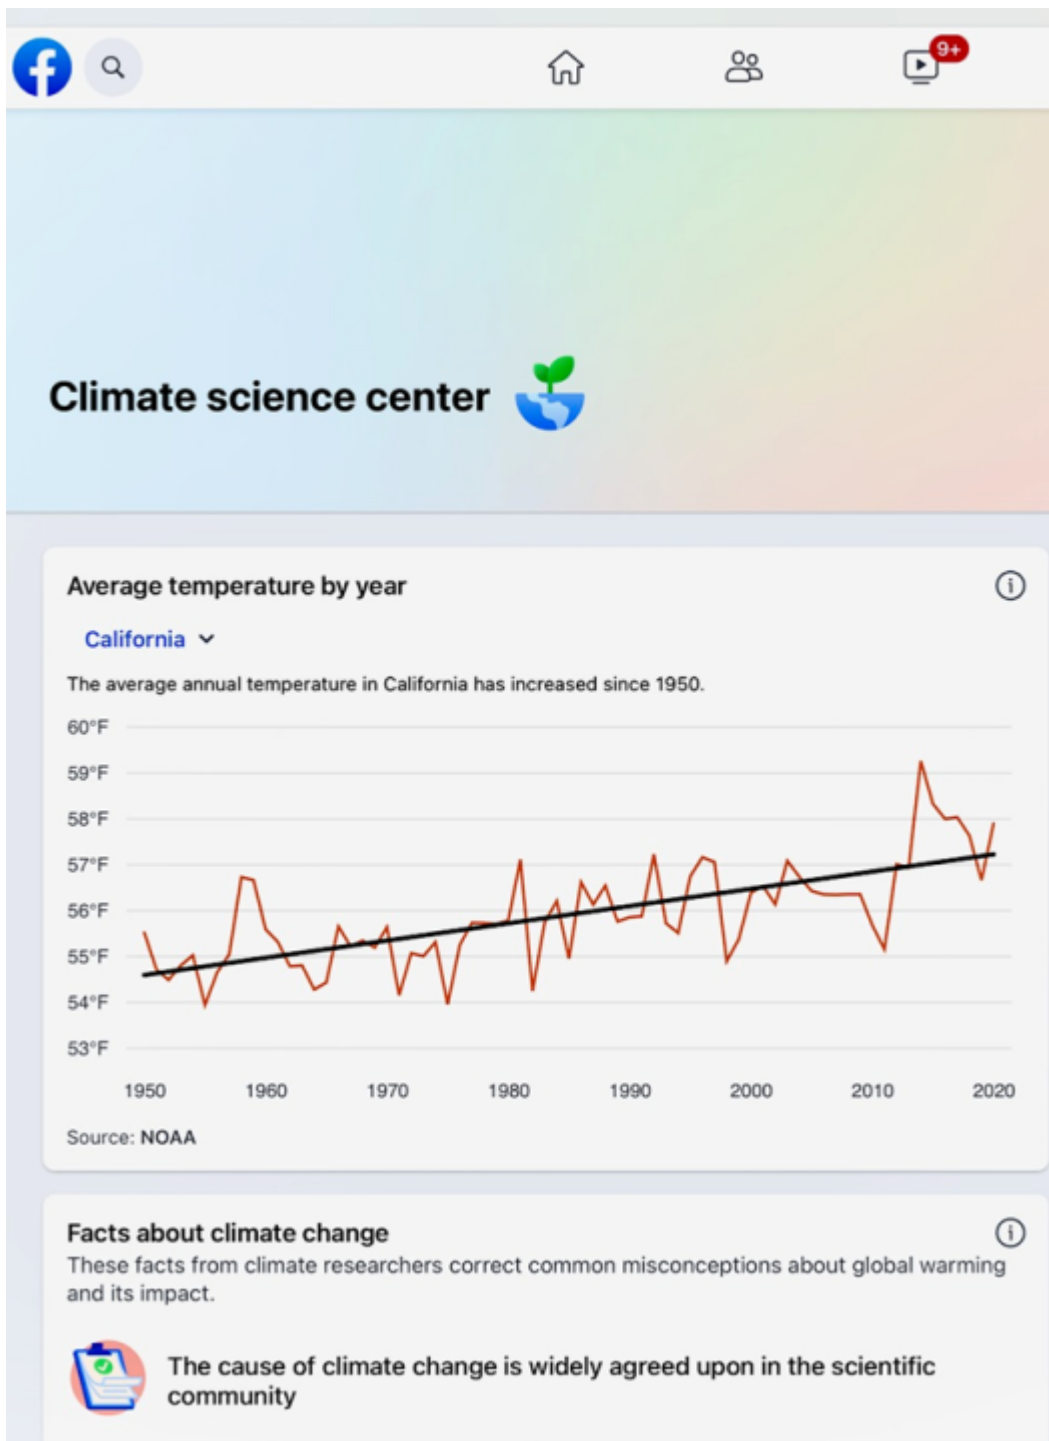 9+
Climate science center
Average temperature by year
California
The average annual temperature in California has increased since 1950.
60°F
59°F
58°F
57°F
56°F
55°F
54°F
53°F
1950 1960 1970 1980 1990 2000 2010 2020
Source: NOAA
Facts about climate change
These facts from climate researchers correct common misconceptions about global warming
and its impact.
The cause of climate change is widely agreed upon in the scientific
community